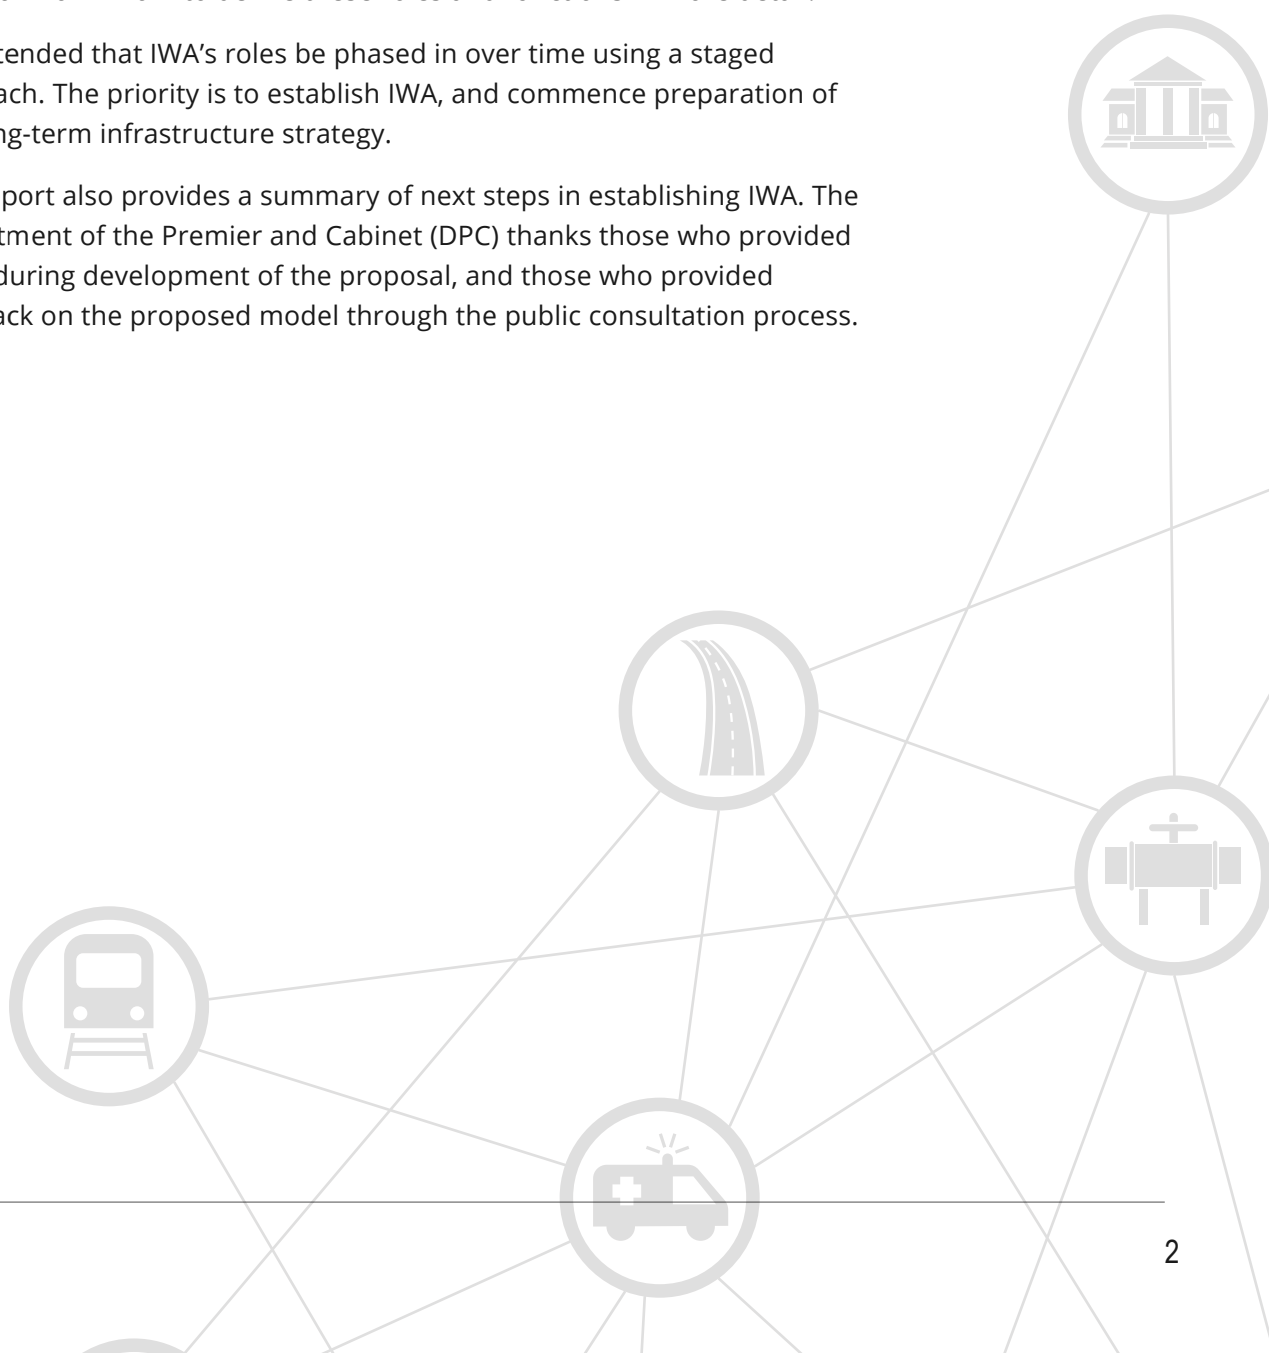 tended that IWA's roles be phased in over time using a staged
ach. The priority is to establish IWA, and commence preparation of
ng-term infrastructure strategy.
port also provides a summary of next steps in establishing IWA. The
tment of the Premier and Cabinet (DPC) thanks those who provided
during development of the proposal, and those who provided
ack on the proposed model through the public consultation process.
2